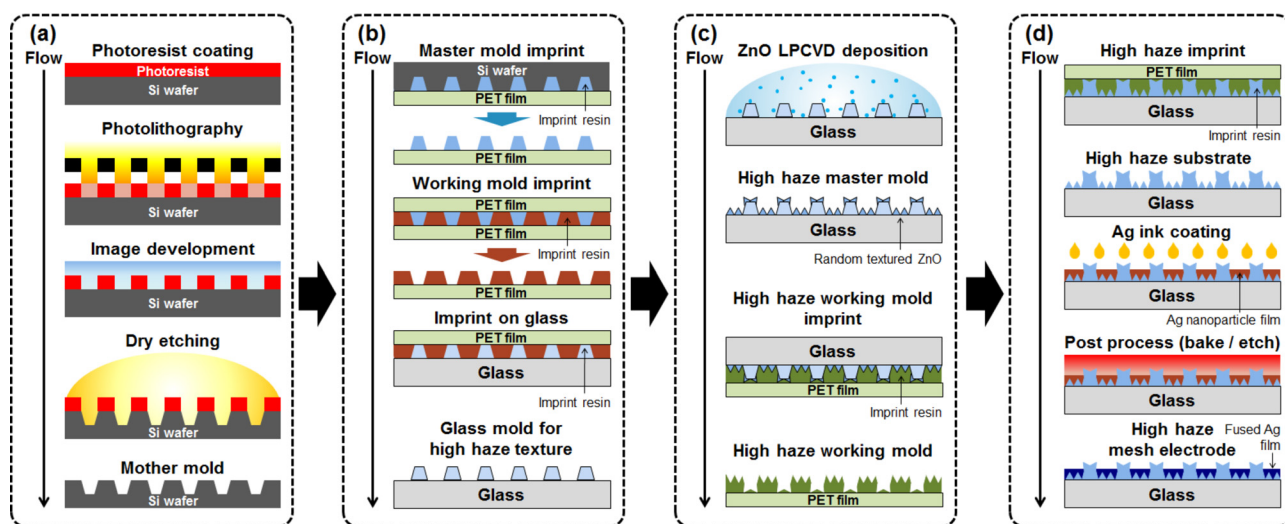 (a)
Flow
Photoresist coating
Photoresist
Si wafer
Photolithography
Si wafer
Image development
Si wafer
Dry etching
Si wafer
Mother mold
Si wafer
(b)
Flow
Master mold imprint
Si wafer
PET film
Imprint resin
PET film
Working mold imprint
PET film
PET film
Imprint resin
PET film
Imprint on glass
PET film
Glass
Imprint resin
Glass mold for
high haze texture
Glass
(c)
Flow
ZnO LPCVD deposition
Glass
High haze master mold
Glass
Random textured ZnO
High haze working mold
imprint
Glass
PET film
Imprint resin
High haze working mold
PET film
(d)
Flow
High haze imprint
PET film
Glass
Imprint resin
High haze substrate
Glass
Ag ink coating
Glass
Ag nanoparticle film
Post process (bake / etch)
Glass
High haze
mesh electrode
Fused Ag
film
Glass